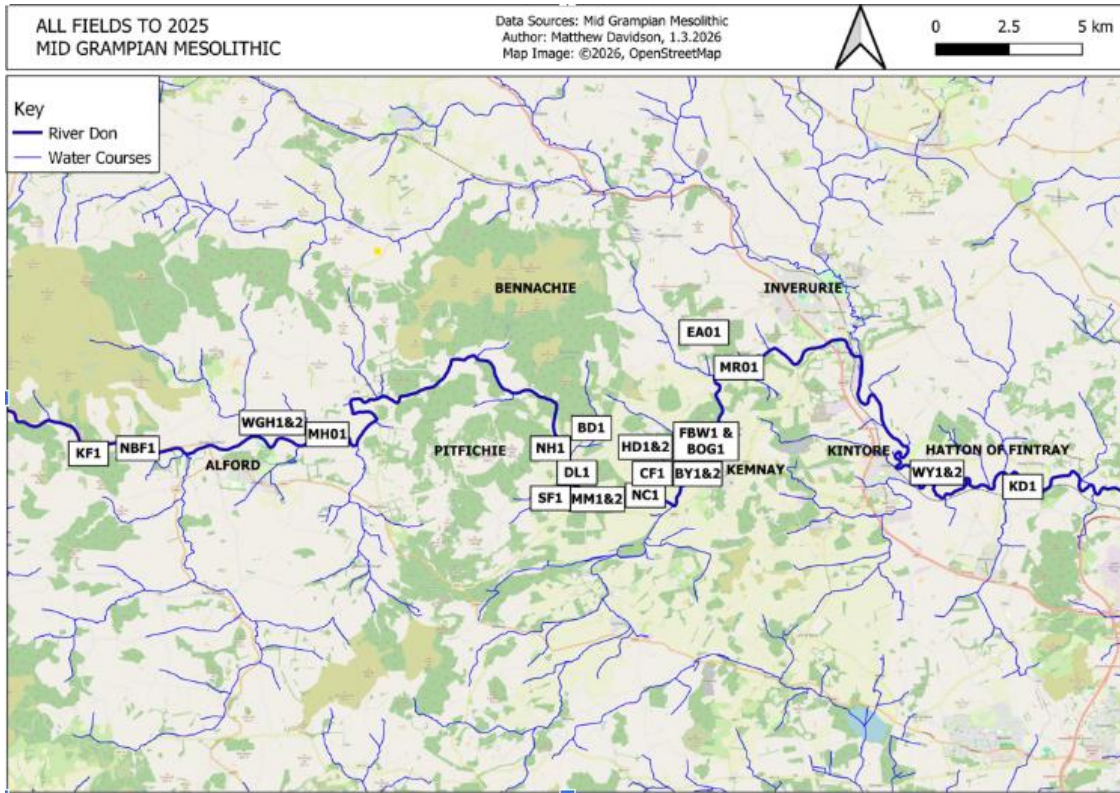 ALL FIELDS TO 2025
MID GRAMPIAN MESOLITHIC
Data Sources: Mid Grampian Mesolithic
Author: Matthew Davidson, 1.3.2026
Map Image: ©2026, OpenStreetMap
0 2.5 5 km
Key
River Don
Water Courses
BENNACHIE
INVERURIE
EA01
MR01
WGH1&2
MH01
NBF1
KF1
ALFORD
PITFICHIE
BD1
NH1
HD1&2
FBW1 &
BOG1
DL1
CF1
BY1&2
KEMNAY
SF1
MM1&2
NC1
KINTORE
HATTON OF FINTRAY
WY1&2
KD1